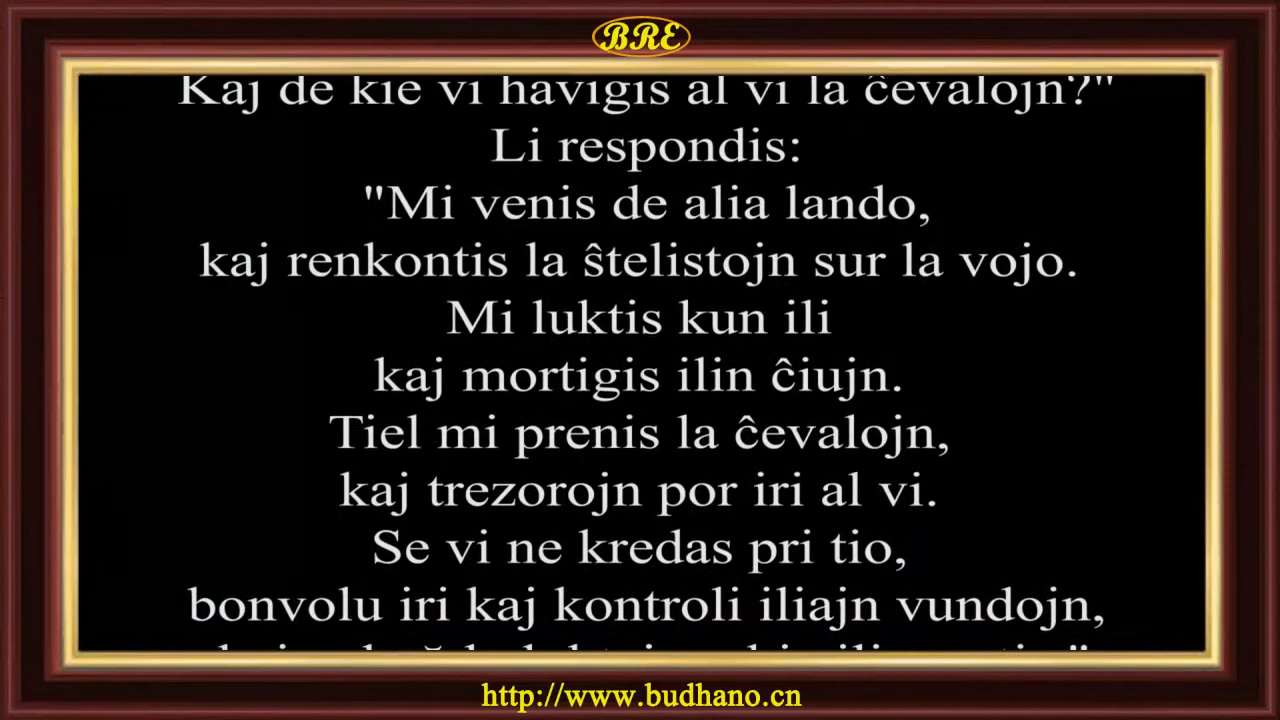 BRE
Kaj de kie vi havigis al vi la ĉevalojn?"
Li respondis:
"Mi venis de alia lando,
kaj renkontis la ŝtelistojn sur la vojo.
Mi luktis kun ili
kaj mortigis ilin ĉiujn.
Tiel mi prenis la ĉevalojn,
kaj trezorojn por iri al vi.
Se vi ne kredas pri tio,
bonvolu iri kaj kontroli iliajn vundojn,
http://www.budhano.cn